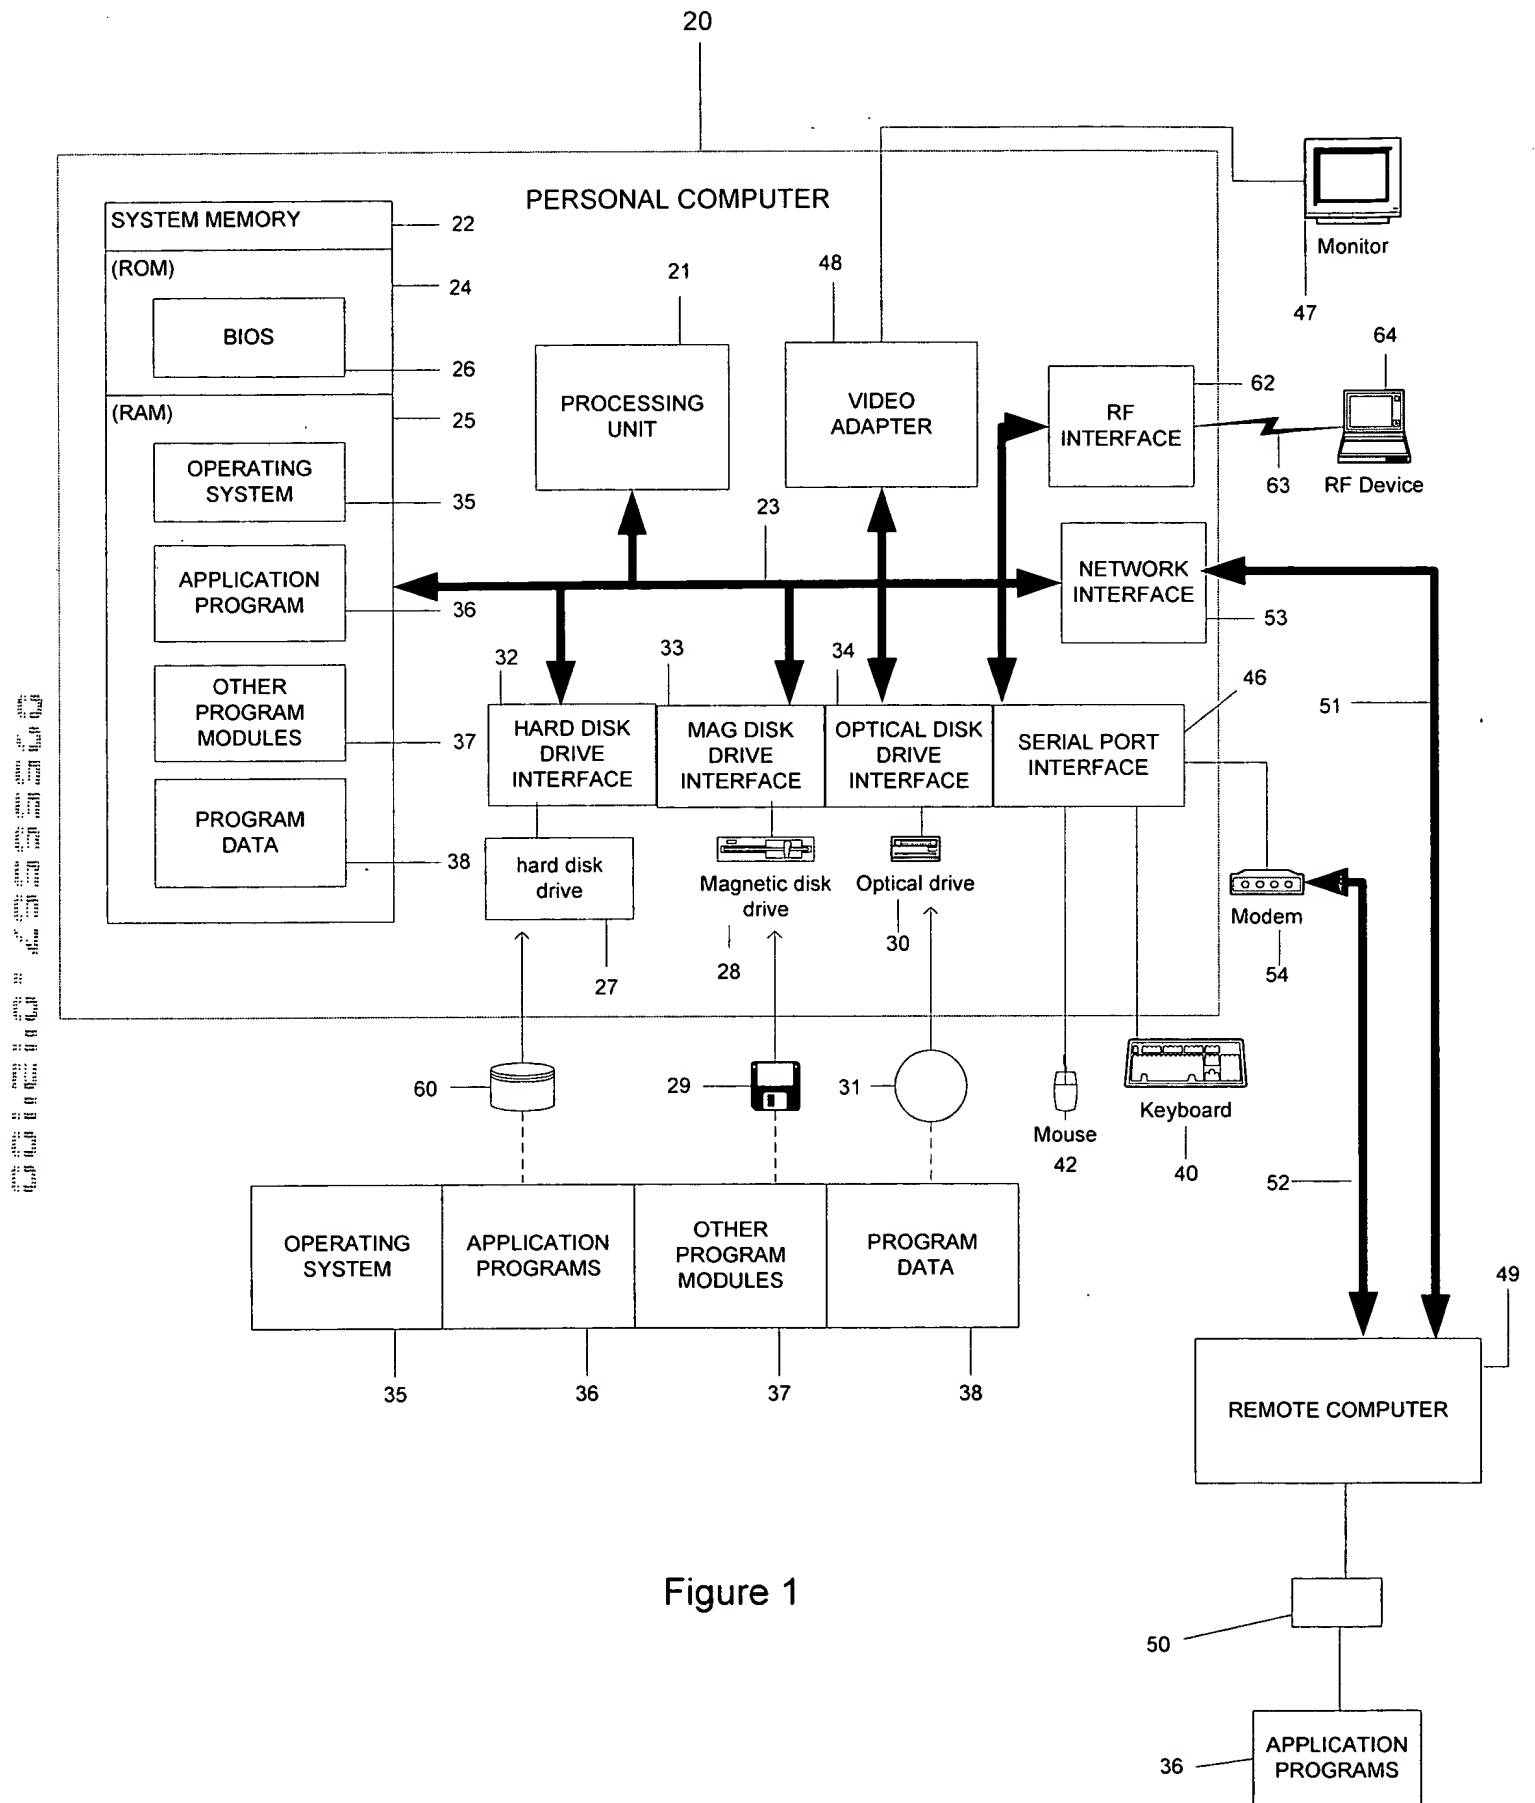 20
PERSONAL COMPUTER
SYSTEM MEMORY
22
(ROM)
24
BIOS
26
(RAM)
25
OPERATING
SYSTEM
35
APPLICATION
PROGRAM
36
OTHER
PROGRAM
MODULES
37
PROGRAM
DATA
38
21
PROCESSING
UNIT
48
VIDEO
ADAPTER
Monitor
47
62
RF
INTERFACE
63
64
RF Device
23
NETWORK
INTERFACE
53
32
HARD DISK
DRIVE
INTERFACE
33
MAG DISK
DRIVE
INTERFACE
34
OPTICAL DISK
DRIVE
INTERFACE
46
SERIAL PORT
INTERFACE
51
hard disk
drive
27
Magnetic disk
drive
28
Optical drive
30
Modem
54
60
29
31
Mouse
42
Keyboard
40
52
OPERATING
SYSTEM
35
APPLICATION
PROGRAMS
36
OTHER
PROGRAM
MODULES
37
PROGRAM
DATA
38
49
REMOTE COMPUTER
50
36
APPLICATION
PROGRAMS
Figure 1